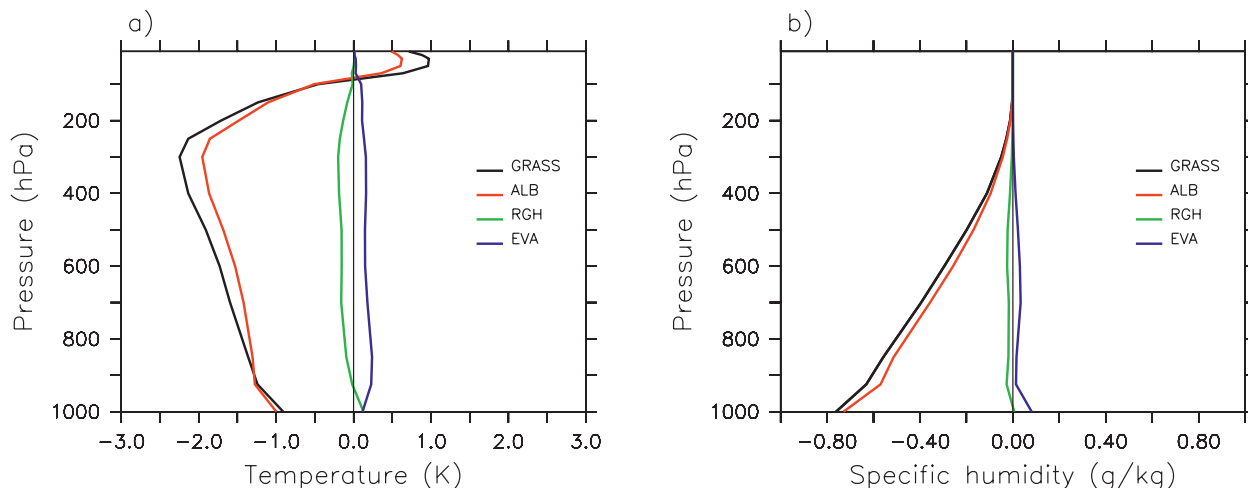 a)
−3.0 −2.0 −1.0 0.0 1.0 2.0 3.0
Temperature (K)
200
400
600
800
1000
Pressure (hPa)
GRASS
ALB
RGH
EVA
b)
−0.80 −0.40 0.00 0.40 0.80
Specific humidity (g/kg)
200
400
600
800
1000
Pressure (hPa)
GRASS
ALB
RGH
EVA